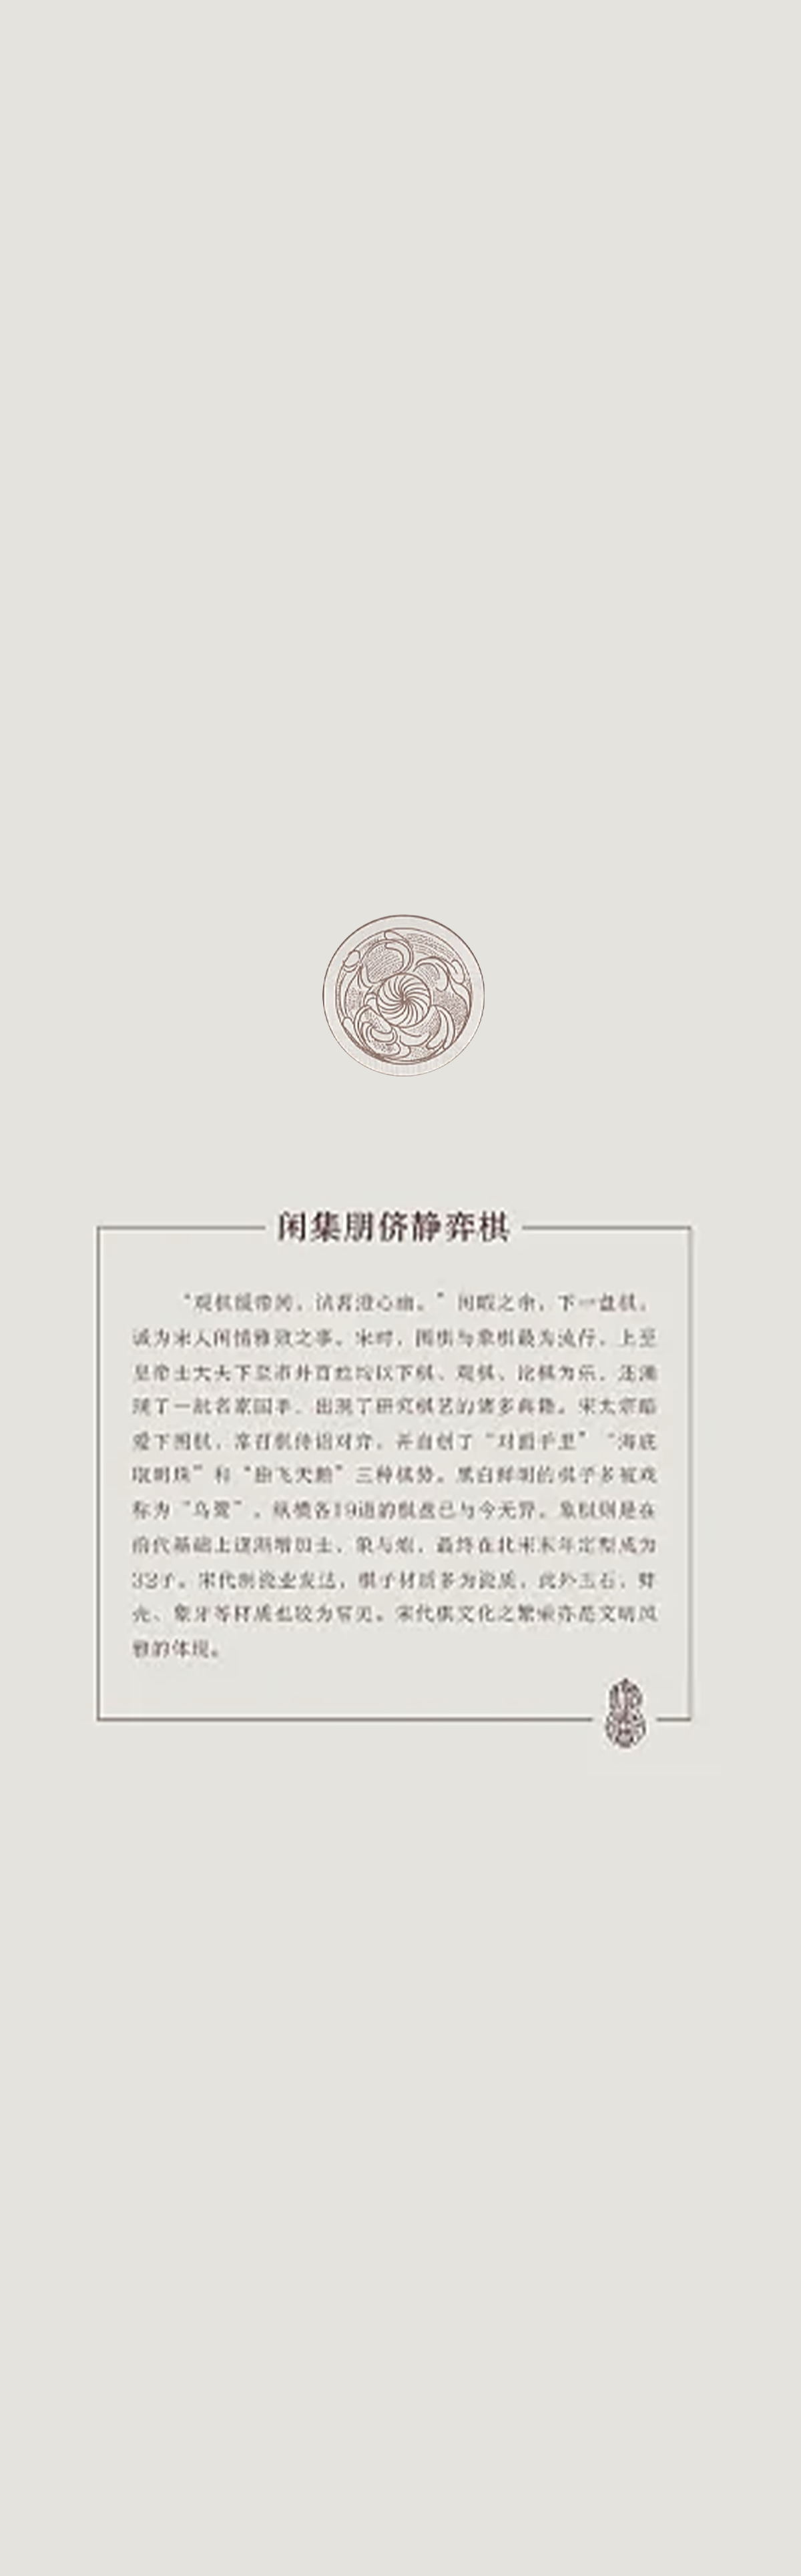 闲集朋侪静弈棋
“观棋缓带间，试茗澄心幽。”闲暇之余，下一盘棋，
诚为宋人闲情雅致之事。宋时，围棋与象棋最为流行，上至
皇帝士大夫下至市井百姓均以下棋、观棋、论棋为乐，还涌
现了一批名家国手，出现了研究棋艺的诸多典籍。宋太宗酷
爱下围棋，常召棋待诏对弈，并自创了“对面千里”“海底
取明珠”和“独飞天鹅”三种棋势。黑白鲜明的棋子多被戏
称为“乌鹭”，纵横各19道的棋盘已与今无异。象棋则是在
前代基础上逐渐增加士、象与炮，最终在北宋末年定型成为
32子。宋代制瓷业发达，棋子材质多为瓷质，此外玉石、蚌
壳、象牙等材质也较为常见。宋代棋文化之繁荣亦是文明风
雅的体现。